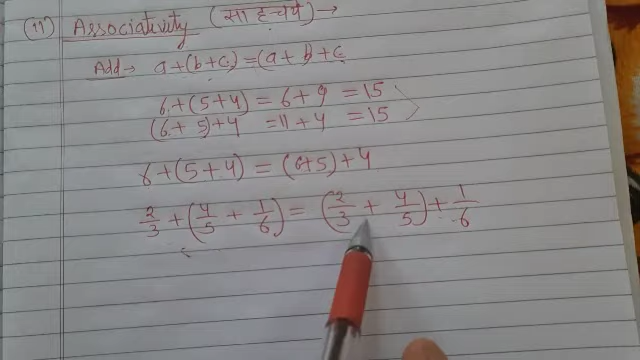 (11) Associativity (साहचर्य) →
Add → a+(b+c)=(a+b+c
6+(5+4) = 6+9 = 15
(6+5)+4 = 11+4 = 15
6+(5+4) = (6+5)+4
2/3 + (4/5 + 1/6) = (2/3 + 4/5) + 1/6